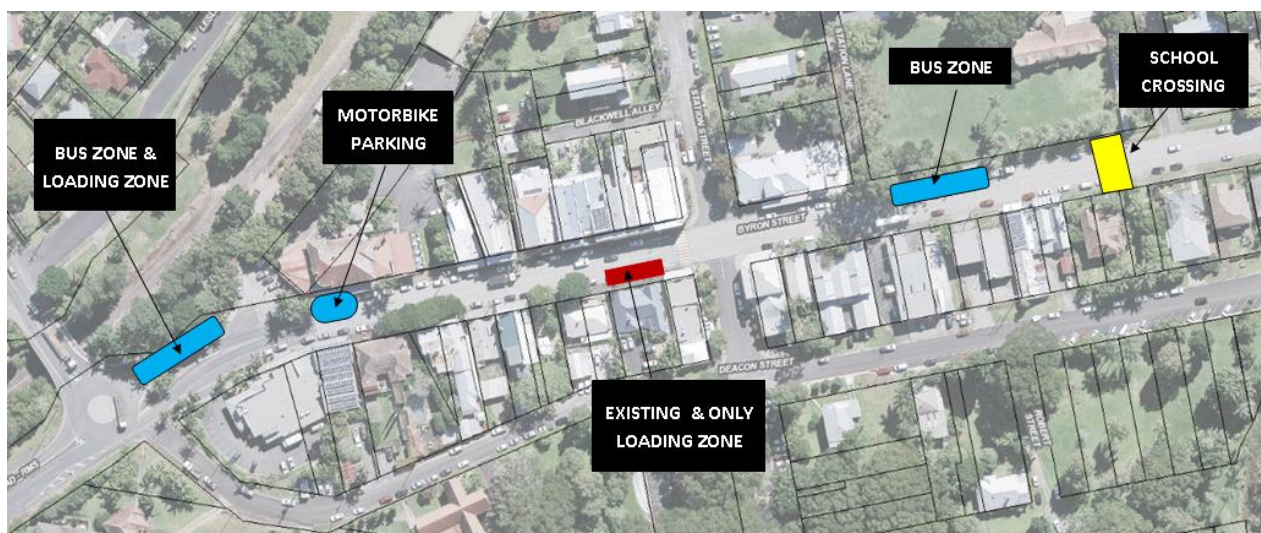 BUS ZONE &
LOADING ZONE
MOTORBIKE
PARKING
BUS ZONE
SCHOOL
CROSSING
BLACKWELL ALLEY
STATION STREET
STATION LANE
BYRON STREET
DEACON STREET
ROBERT
STREET
EXISTING & ONLY
LOADING ZONE